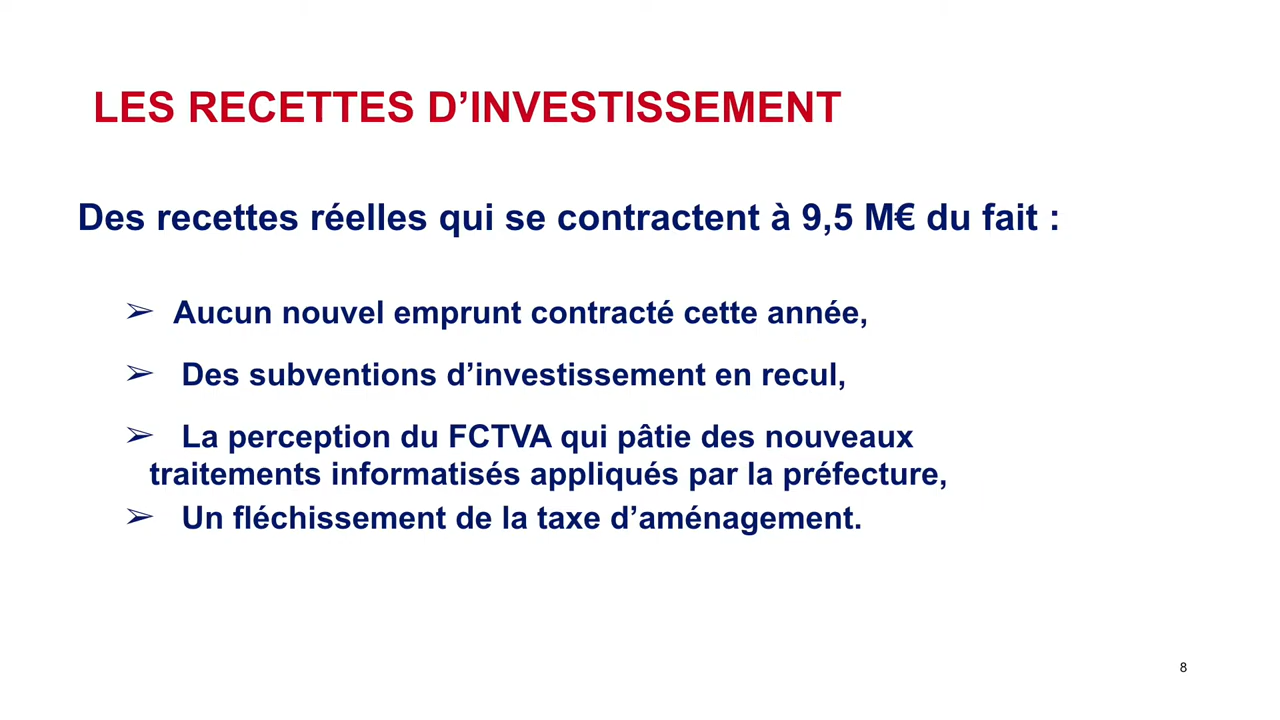 LES RECETTES D’INVESTISSEMENT
Des recettes réelles qui se contractent à 9,5 M€ du fait :
➢ Aucun nouvel emprunt contracté cette année,
➢ Des subventions d’investissement en recul,
➢ La perception du FCTVA qui pâtie des nouveaux
traitements informatisés appliqués par la préfecture,
➢ Un fléchissement de la taxe d’aménagement.
8